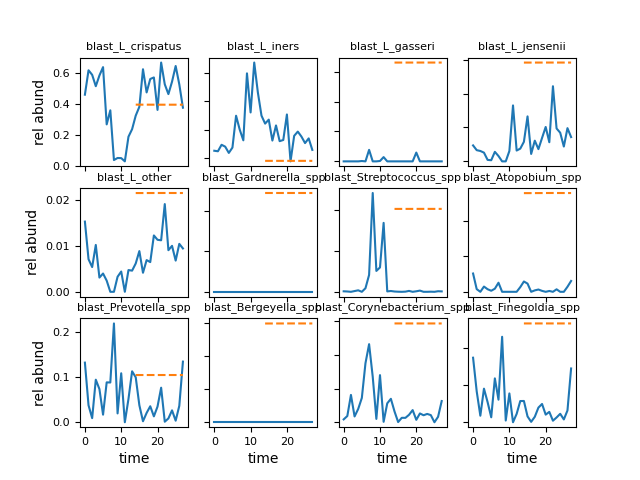 blast_L_crispatus blast_L_iners blast_L_gasseri blast_L_jensenii
rel abund
0.6
0.4
0.2
0.0
blast_L_other blast_Gardnerella_spp blast_Streptococcus_spp blast_Atopobium_spp
rel abund
0.02
0.01
0.00
blast_Prevotella_spp blast_Bergeyella_spp blast_Corynebacterium_spp blast_Finegoldia_spp
rel abund
0.2
0.1
0.0
0 10 20 0 10 20 0 10 20 0 10 20
time time time time